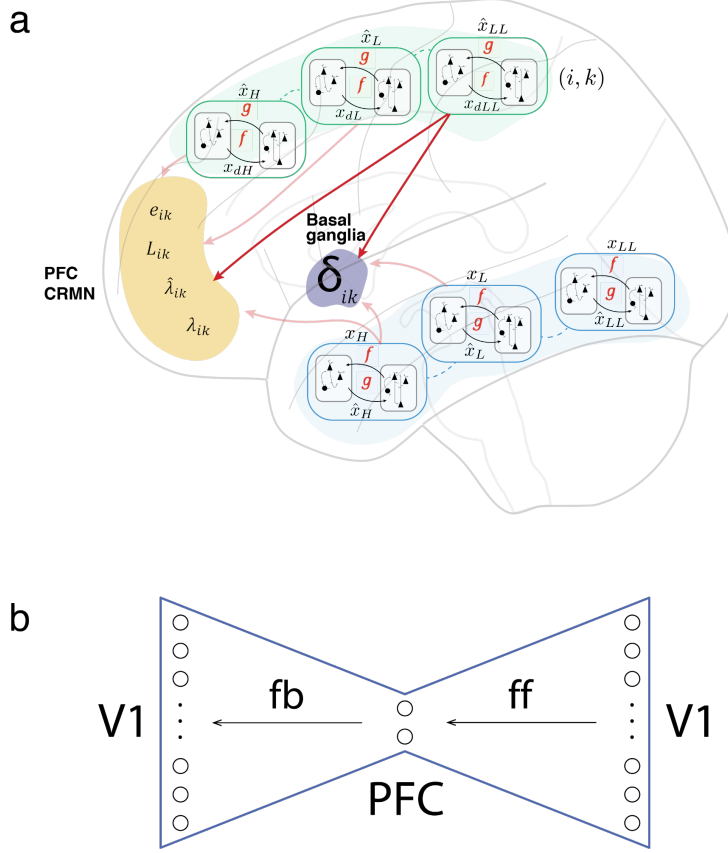 a
x̂_H
g
f
x_dH
x̂_L
g
f
x_dL
x̂_LL
g
f
x_dLL
(i, k)
PFC
CRMN
e_ik
L_ik
λ̂_ik
λ_ik
Basal
ganglia
δ_ik
x_H
f
g
x̂_H
x_L
f
g
x̂_L
x_LL
f
g
x̂_LL
b
V1
fb
PFC
ff
V1